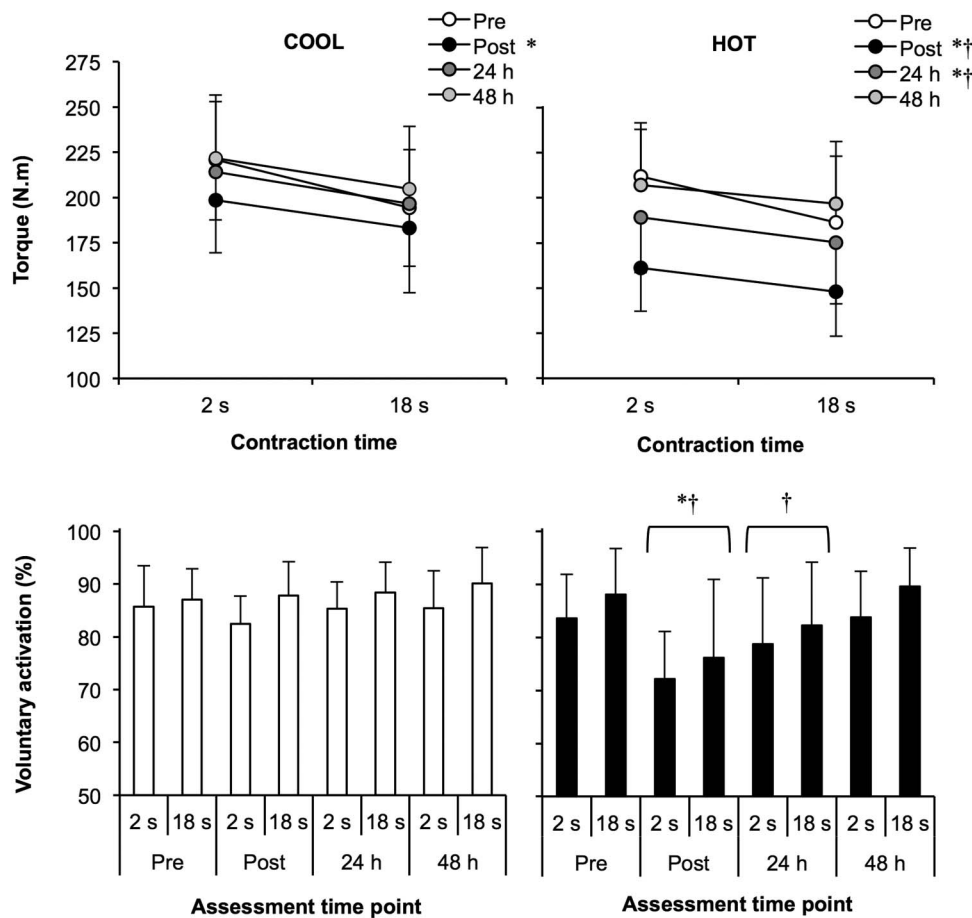 COOL
Pre
Post *
24 h
48 h
HOT
Pre
Post *†
24 h *†
48 h
Torque (N.m)
275
250
225
200
175
150
125
100
2 s 18 s
2 s 18 s
Contraction time
Contraction time
Voluntary activation (%)
100
90
80
70
60
50
*† †
2 s 18 s 2 s 18 s 2 s 18 s 2 s 18 s
Pre Post 24 h 48 h
Assessment time point
2 s 18 s 2 s 18 s 2 s 18 s 2 s 18 s
Pre Post 24 h 48 h
Assessment time point